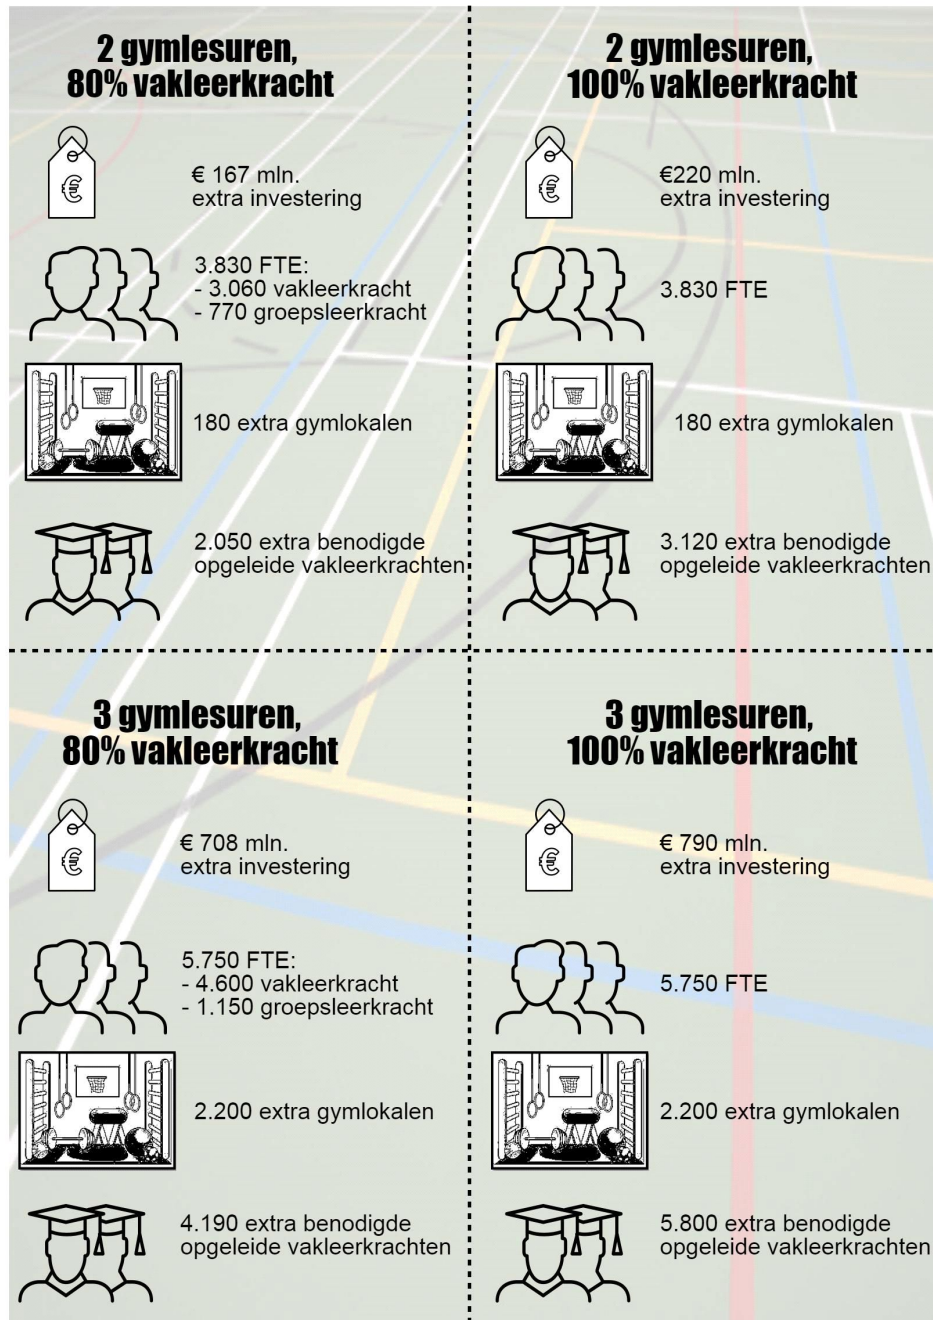 2 gymlesuren,
80% vakleerkracht
€
€ 167 mln.
extra investering
3.830 FTE:
- 3.060 vakleerkracht
- 770 groepsleerkracht
180 extra gymlokalen
2.050 extra benodigde
opgeleide vakleerkrachten
2 gymlesuren,
100% vakleerkracht
€
€220 mln.
extra investering
3.830 FTE
180 extra gymlokalen
3.120 extra benodigde
opgeleide vakleerkrachten
3 gymlesuren,
80% vakleerkracht
€
€ 708 mln.
extra investering
5.750 FTE:
- 4.600 vakleerkracht
- 1.150 groepsleerkracht
2.200 extra gymlokalen
4.190 extra benodigde
opgeleide vakleerkrachten
3 gymlesuren,
100% vakleerkracht
€
€ 790 mln.
extra investering
5.750 FTE
2.200 extra gymlokalen
5.800 extra benodigde
opgeleide vakleerkrachten